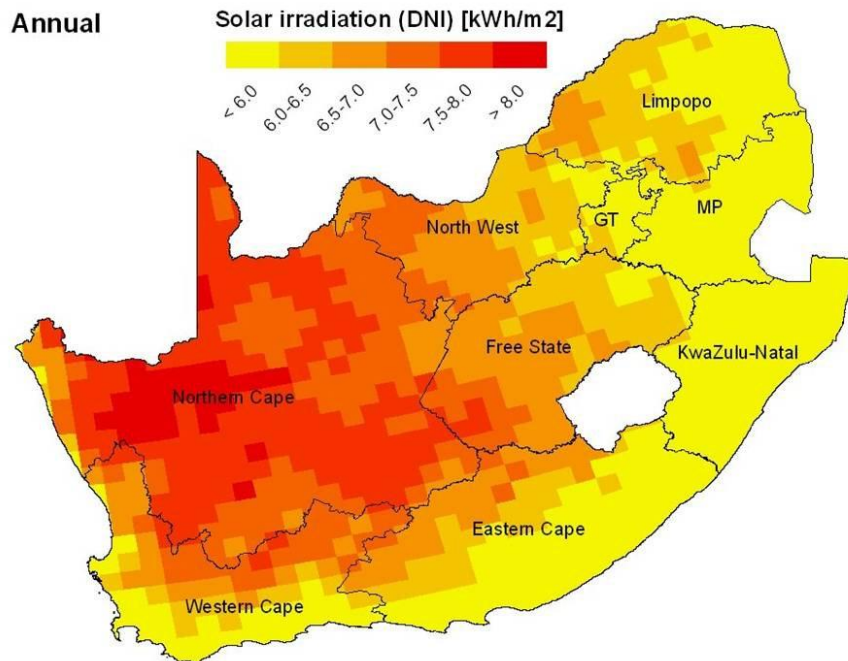 Annual
Solar irradiation (DNI) [kWh/m2]
< 6.0
6.0-6.5
6.5-7.0
7.0-7.5
7.5-8.0
> 8.0
Limpopo
North West
GT
MP
Free State
KwaZulu-Natal
Northern Cape
Eastern Cape
Western Cape